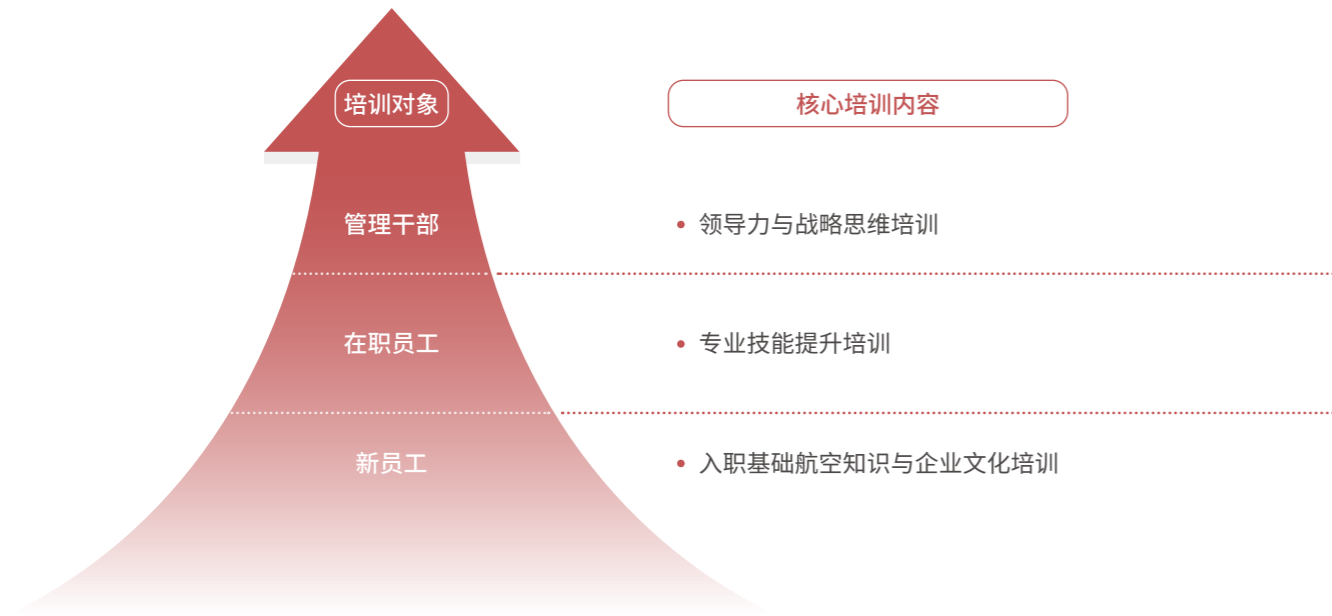 培训对象
核心培训内容
管理干部
领导力与战略思维培训
在职员工
专业技能提升培训
新员工
入职基础航空知识与企业文化培训